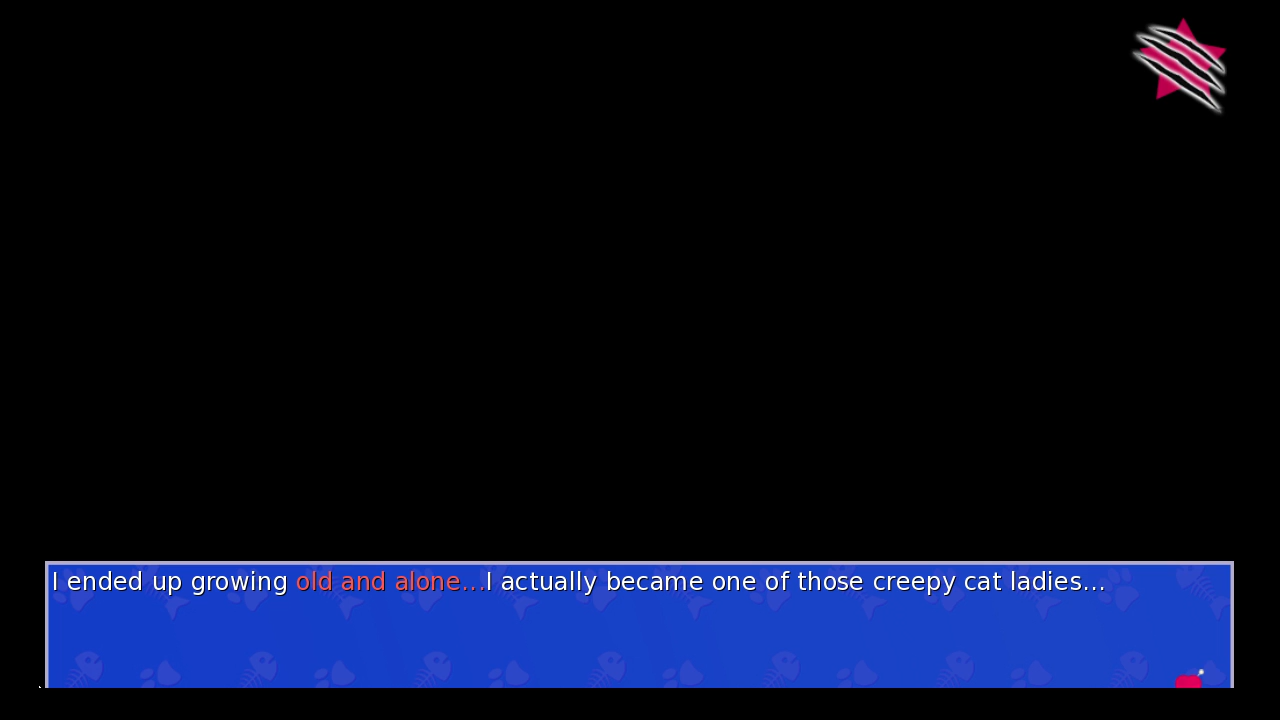 I ended up growing old and alone...I actually became one of those creepy cat ladies...